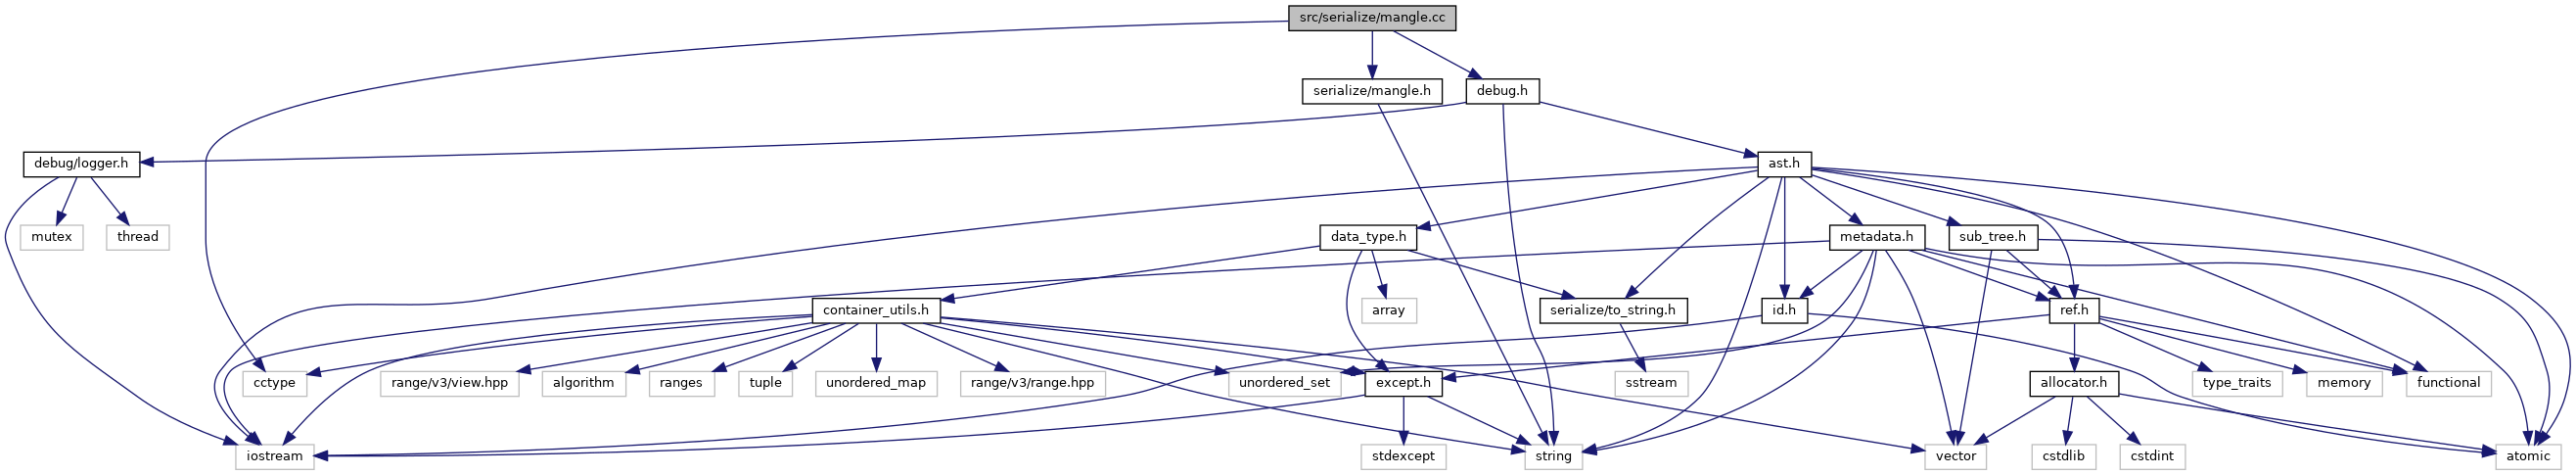 src/serialize/mangle.cc
serialize/mangle.h
debug.h
debug/logger.h
ast.h
mutex
thread
data_type.h
metadata.h
sub_tree.h
container_utils.h
array
serialize/to_string.h
id.h
ref.h
cctype
range/v3/view.hpp
algorithm
ranges
tuple
unordered_map
range/v3/range.hpp
unordered_set
except.h
sstream
allocator.h
type_traits
memory
functional
iostream
stdexcept
string
vector
cstdlib
cstdint
atomic